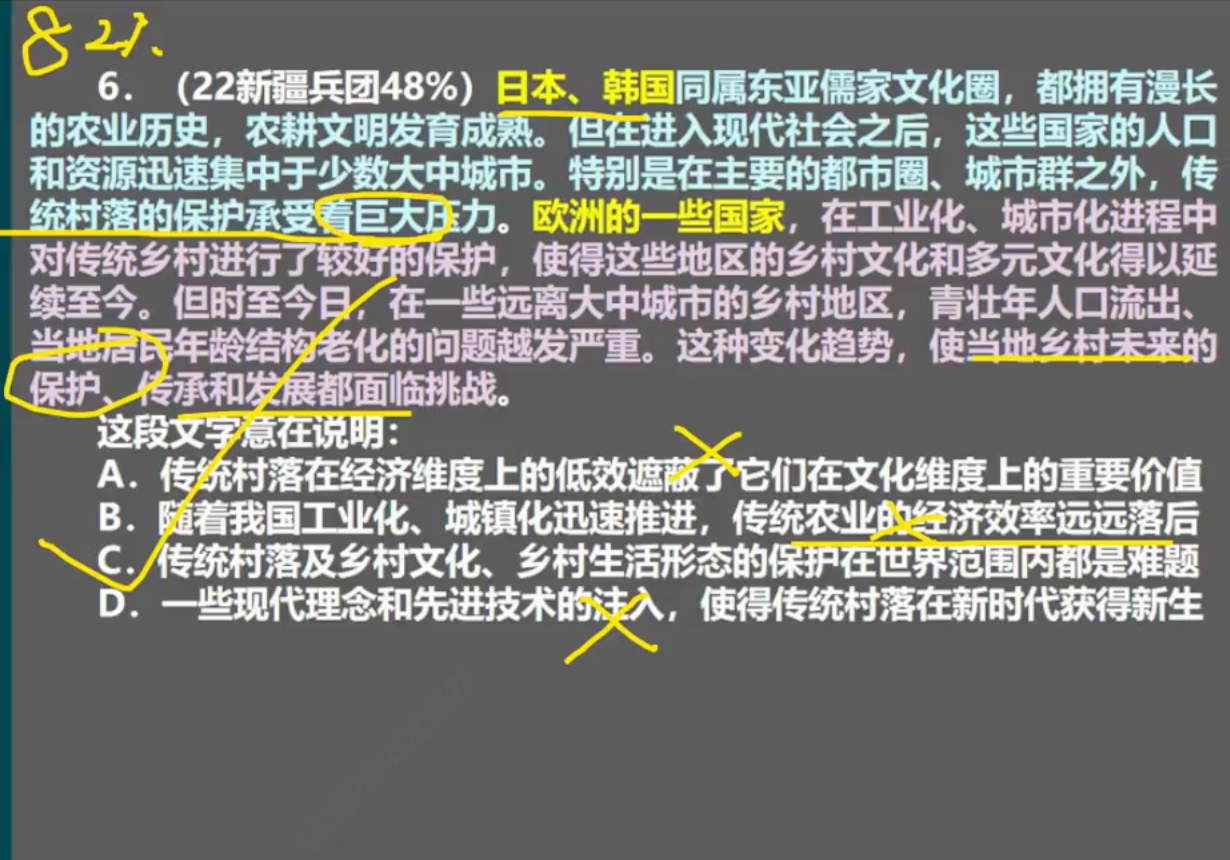 821.
6．（22新疆兵团48%）日本、韩国同属东亚儒家文化圈，都拥有漫长
的农业历史，农耕文明发育成熟。但在进入现代社会之后，这些国家的人口
和资源迅速集中于少数大中城市。特别是在主要的都市圈、城市群之外，传
统村落的保护承受着巨大压力。欧洲的一些国家，在工业化、城市化进程中
对传统乡村进行了较好的保护，使得这些地区的乡村文化和多元文化得以延
续至今。但时至今日，在一些远离大中城市的乡村地区，青壮年人口流出、
当地居民年龄结构老化的问题越发严重。这种变化趋势，使当地乡村未来的
保护、传承和发展都面临挑战。
这段文字意在说明：
A．传统村落在经济维度上的低效遮蔽了它们在文化维度上的重要价值
B．随着我国工业化、城镇化迅速推进，传统农业的经济效率远远落后
C．传统村落及乡村文化、乡村生活形态的保护在世界范围内都是难题
D．一些现代理念和先进技术的注入，使得传统村落在新时代获得新生